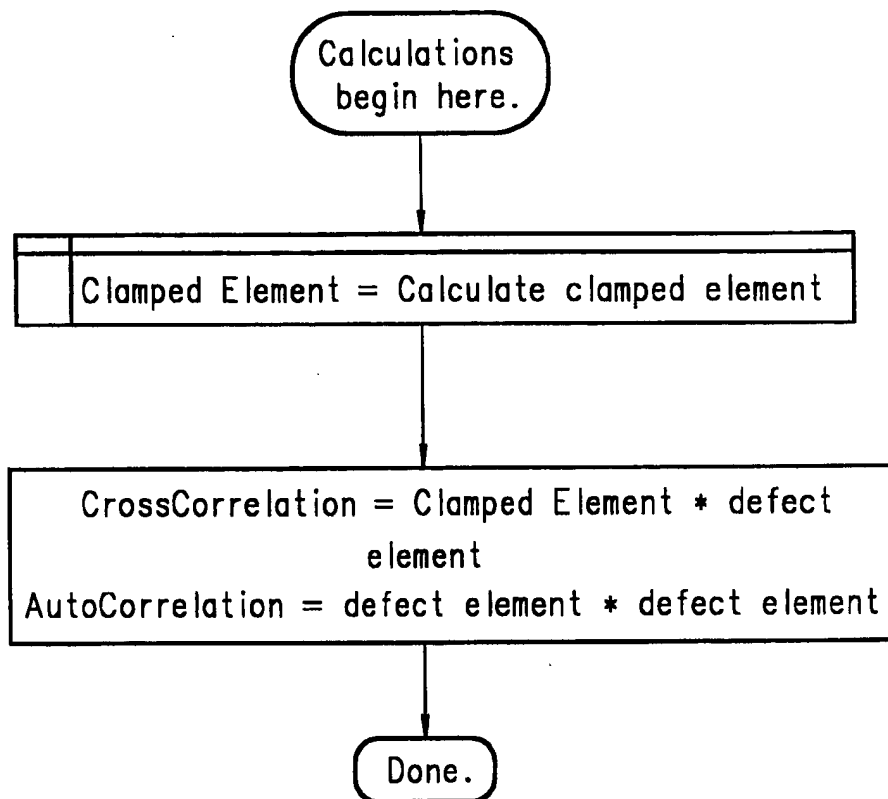 Calculations
begin here.
Clamped Element = Calculate clamped element
CrossCorrelation = Clamped Element * defect
element
AutoCorrelation = defect element * defect element
Done.